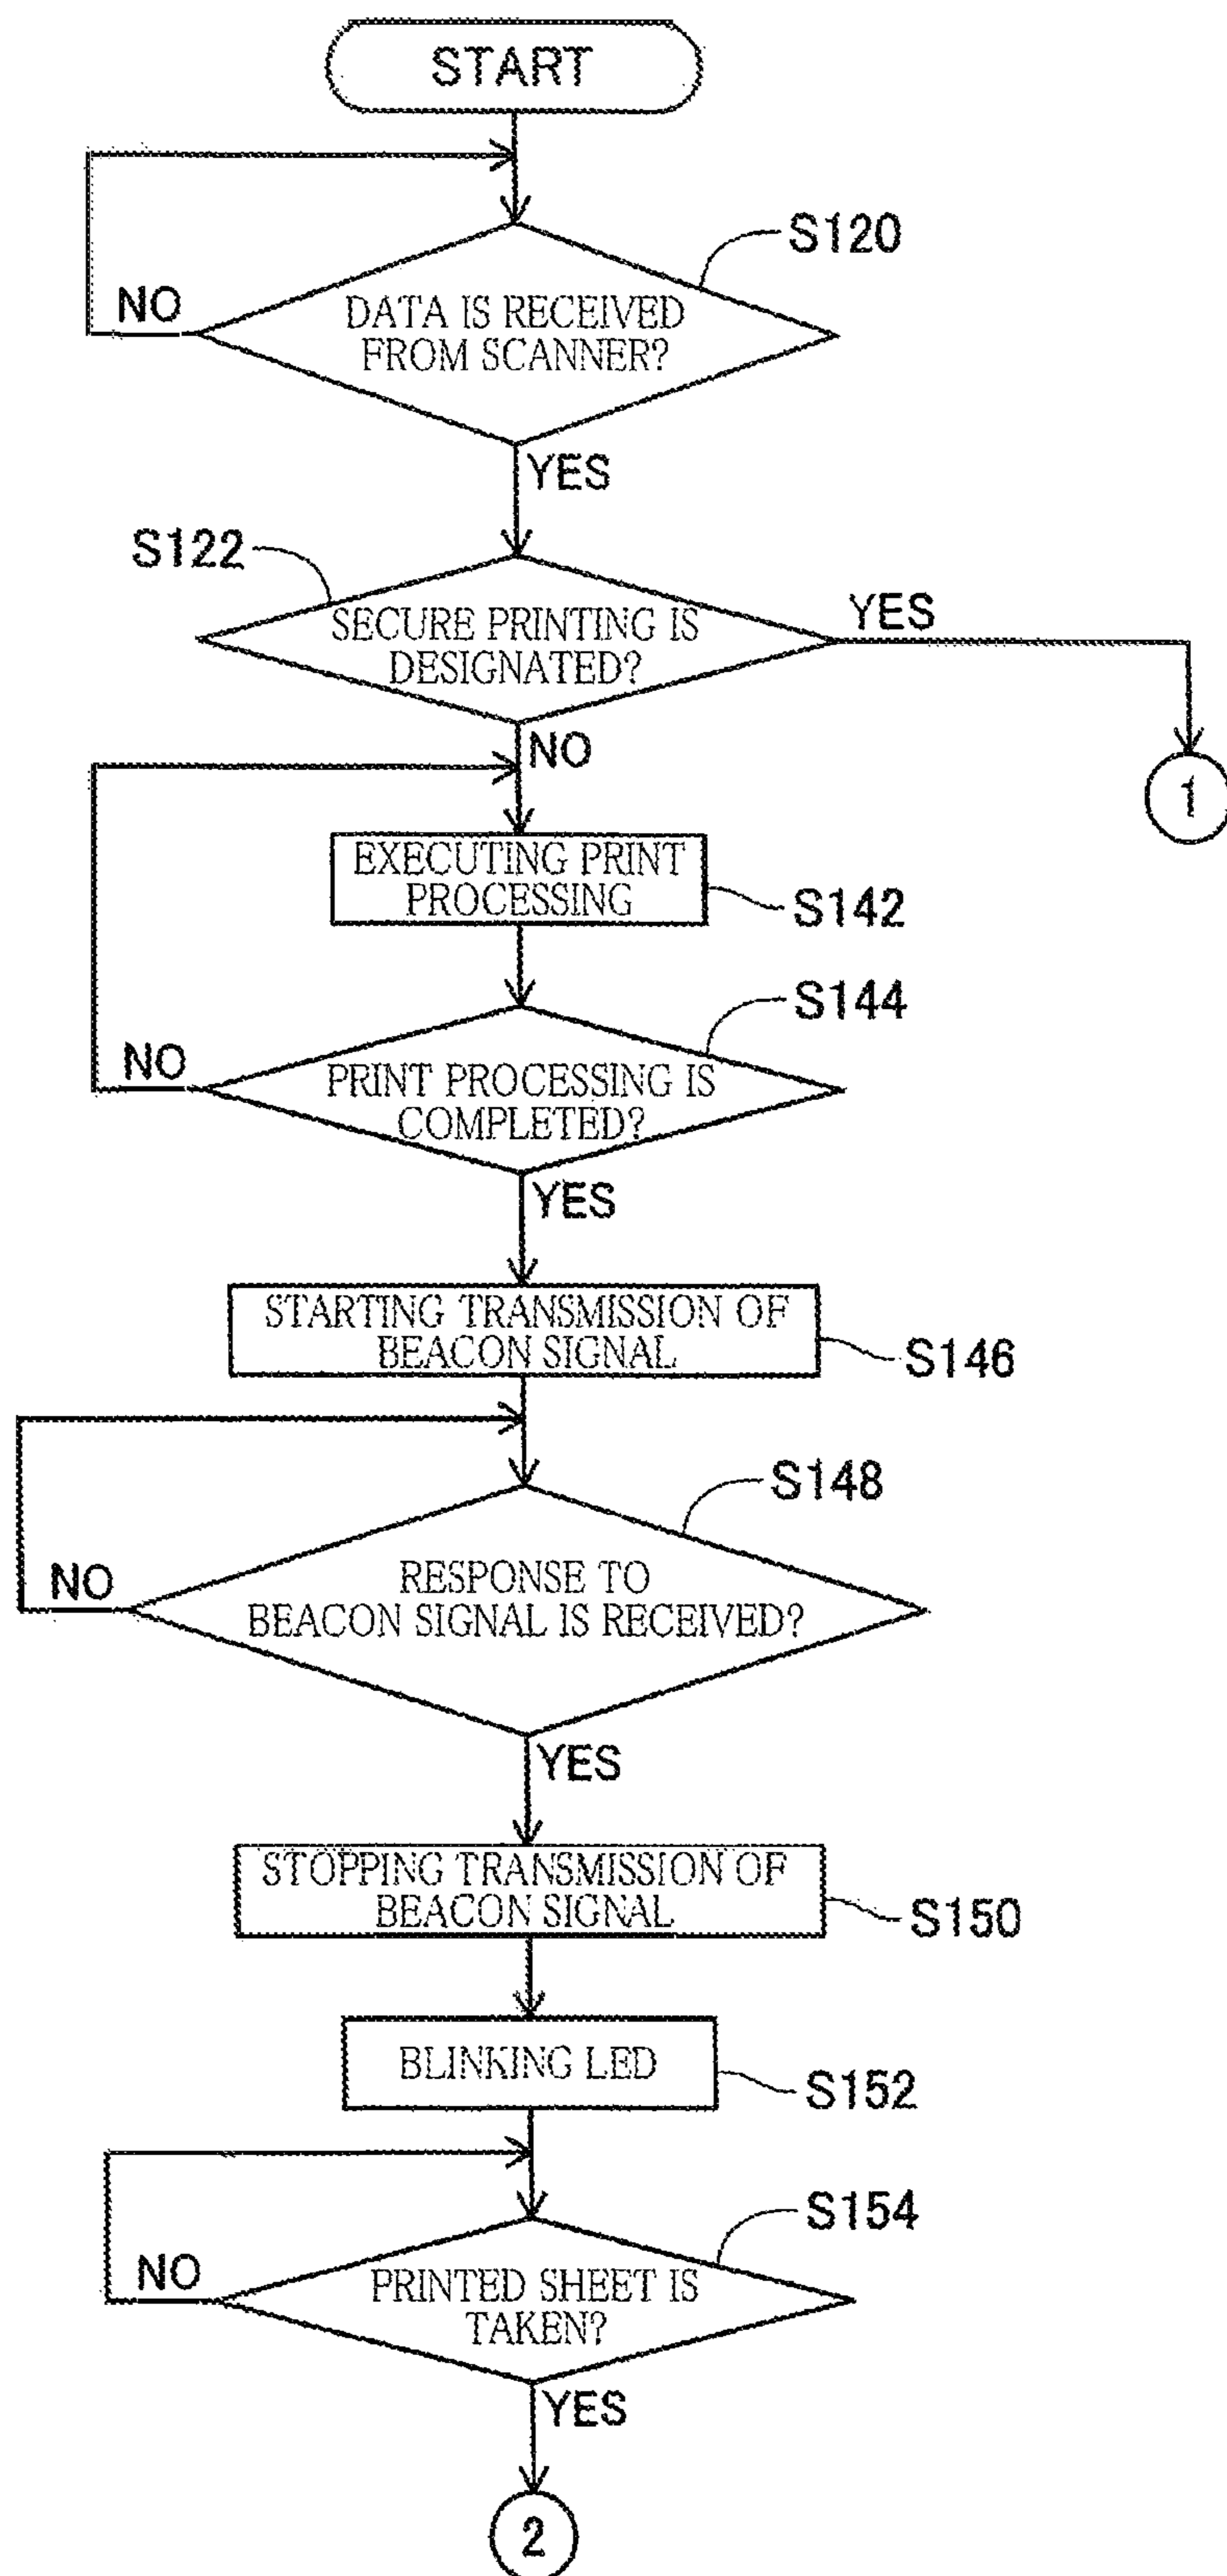 START
S120
NO
DATA IS RECEIVED
FROM SCANNER?
YES
S122
SECURE PRINTING IS
DESIGNATED?
YES
NO
1
EXECUTING PRINT
PROCESSING
S142
S144
NO
PRINT PROCESSING IS
COMPLETED?
YES
STARTING TRANSMISSION OF
BEACON SIGNAL
S146
S148
NO
RESPONSE TO
BEACON SIGNAL IS RECEIVED?
YES
STOPPING TRANSMISSION OF
BEACON SIGNAL
S150
BLINKING LED
S152
S154
NO
PRINTED SHEET IS
TAKEN?
YES
2